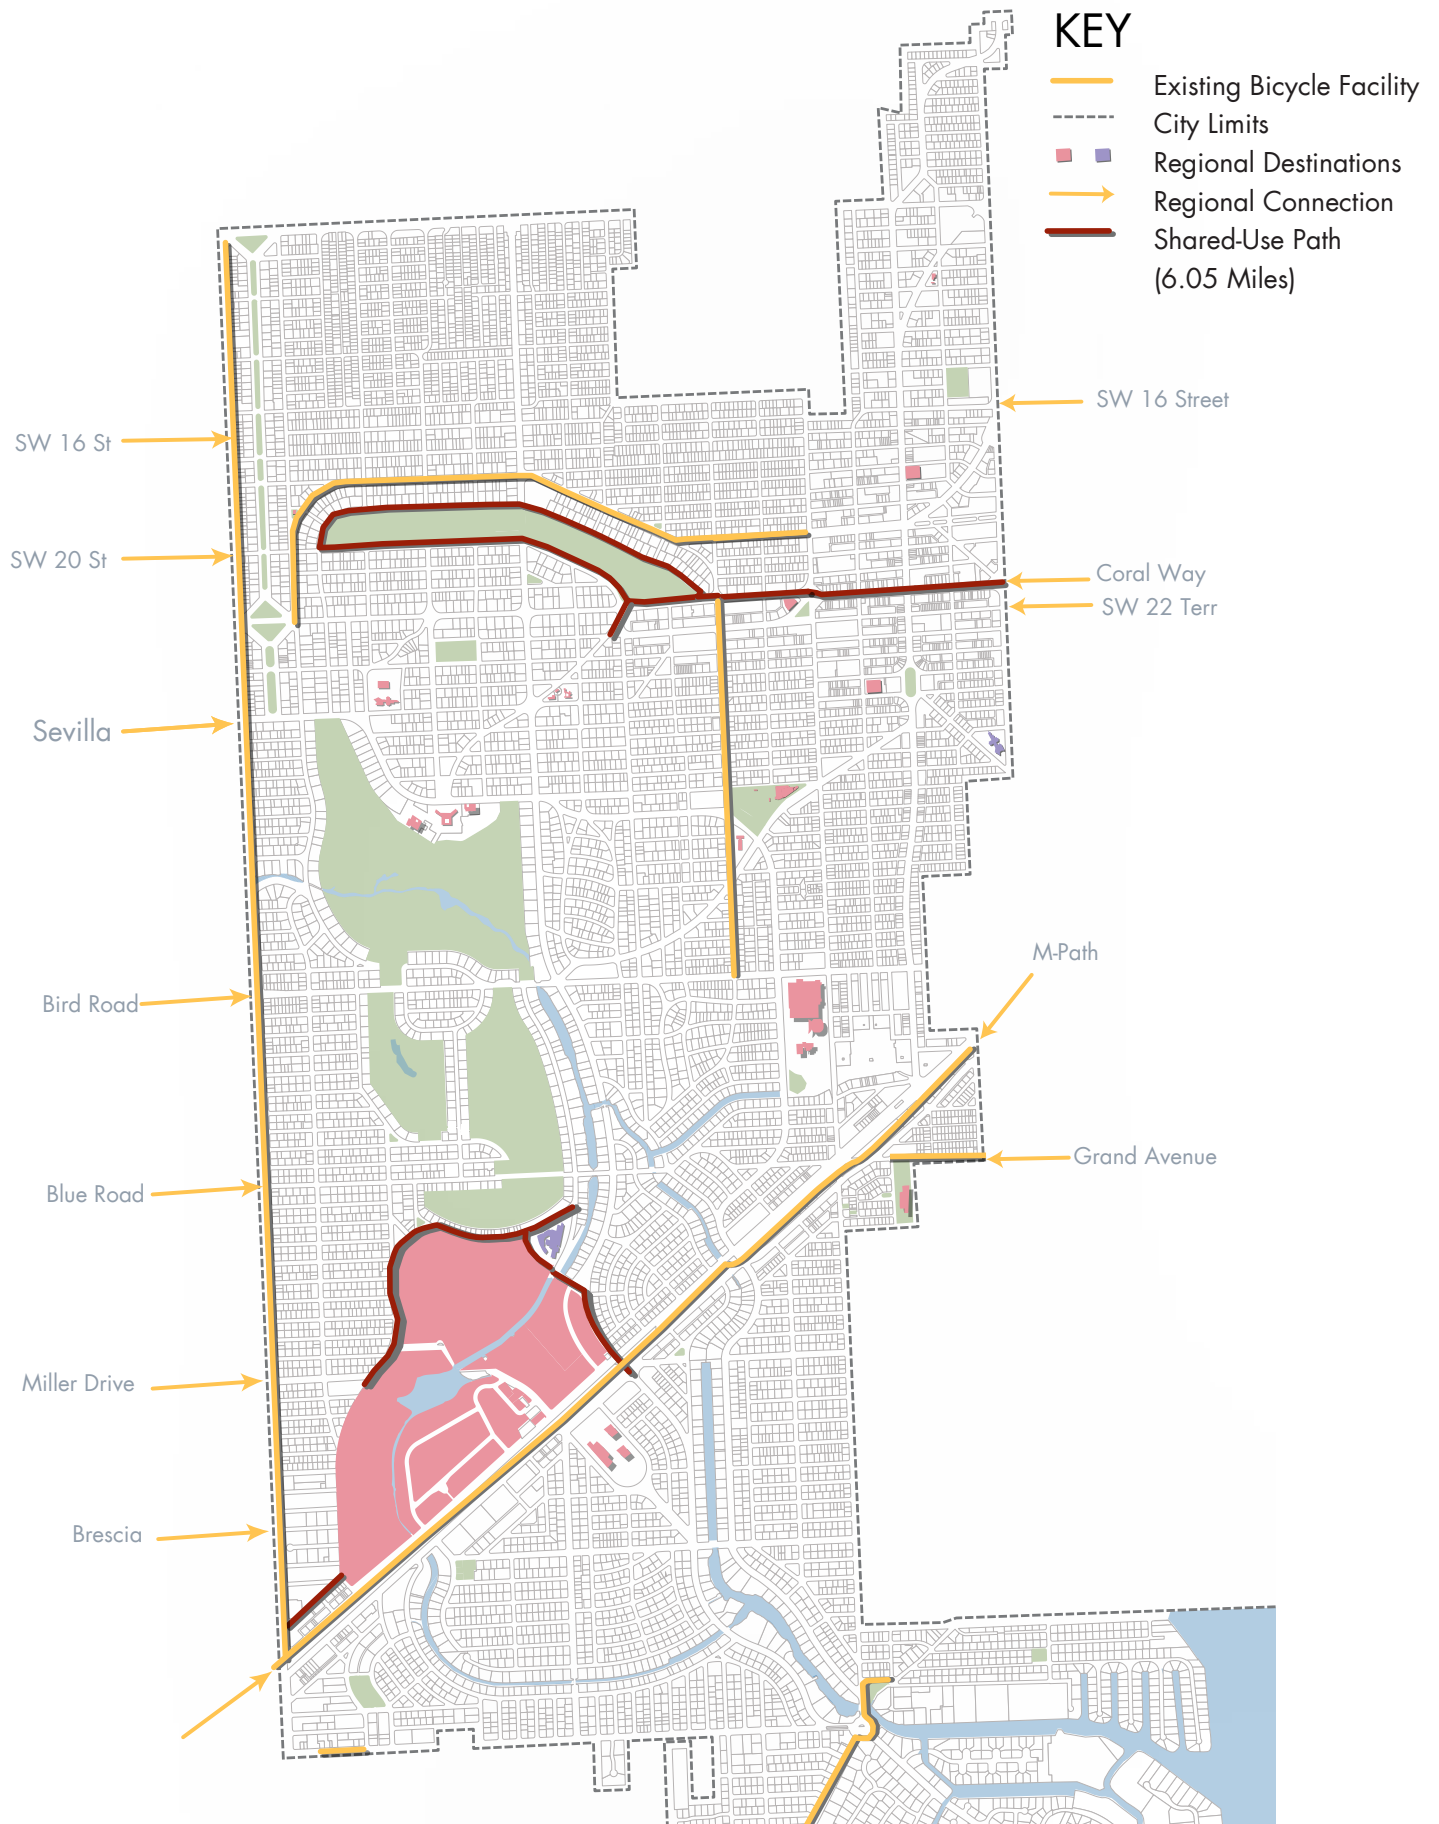 KEY
Existing Bicycle Facility
City Limits
Regional Destinations
Regional Connection
Shared-Use Path
(6.05 Miles)
SW 16 Street
SW 16 St
SW 20 St
Coral Way
SW 22 Terr
Sevilla
M-Path
Bird Road
Grand Avenue
Blue Road
Miller Drive
Brescia